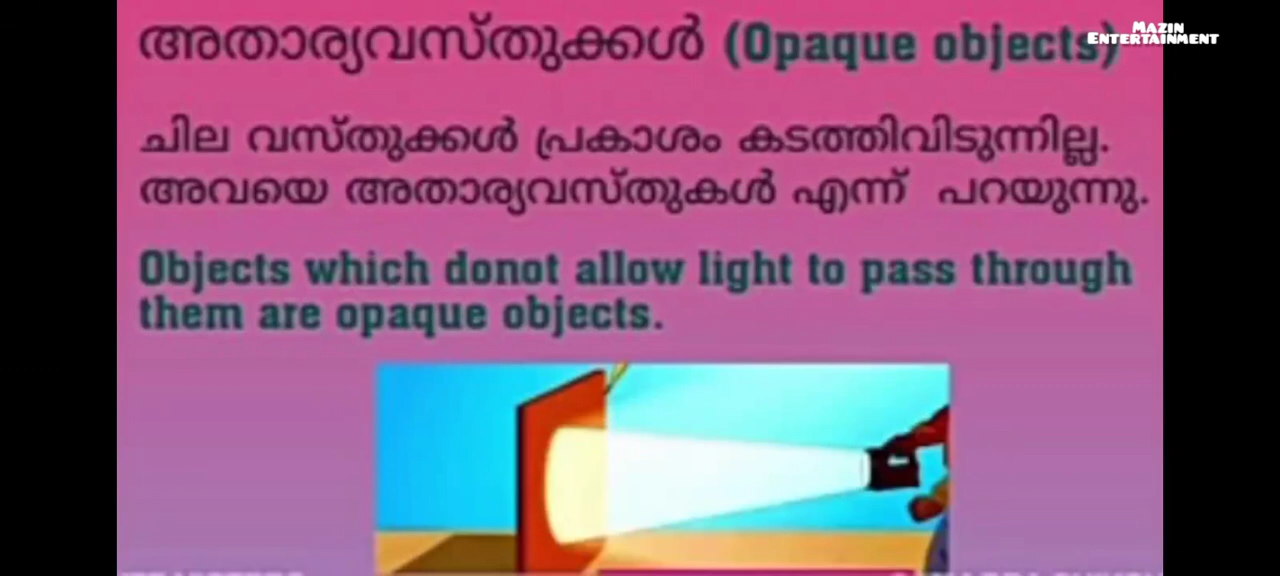 അതാര്യവസ്തുക്കൾ (Opaque objects)
MAZIN
ENTERTAINMENT
ചില വസ്തുക്കൾ പ്രകാശം കടത്തിവിടുന്നില്ല.
അവയെ അതാര്യവസ്തുകൾ എന്ന് പറയുന്നു.
Objects which donot allow light to pass through
them are opaque objects.